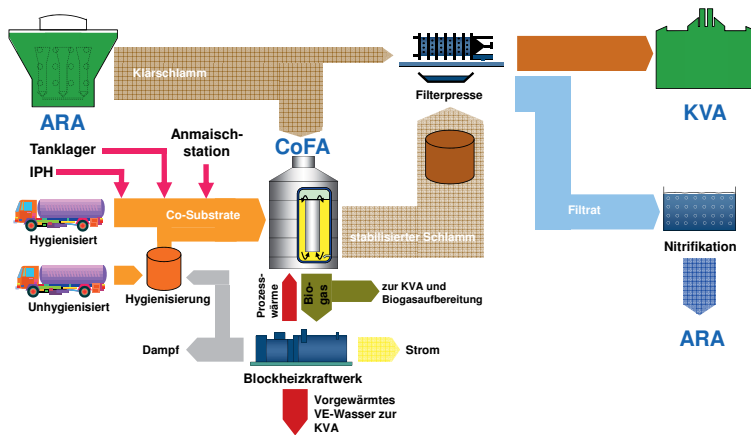 Klärschlamm
Filterpresse
ARA
KVA
Tanklager
Anmaisch-
station
CoFA
IPH
Co-Substrate
Hygienisiert
stabilisierter Schlamm
Filtrat
Nitrifikation
Unhygienisiert
Hygienisierung
Prozess-
wärme
Bio-
gas
zur KVA und
Biogasaufbereitung
ARA
Dampf
Strom
Blockheizkraftwerk
Vorgewärmtes
VE-Wasser zur
KVA